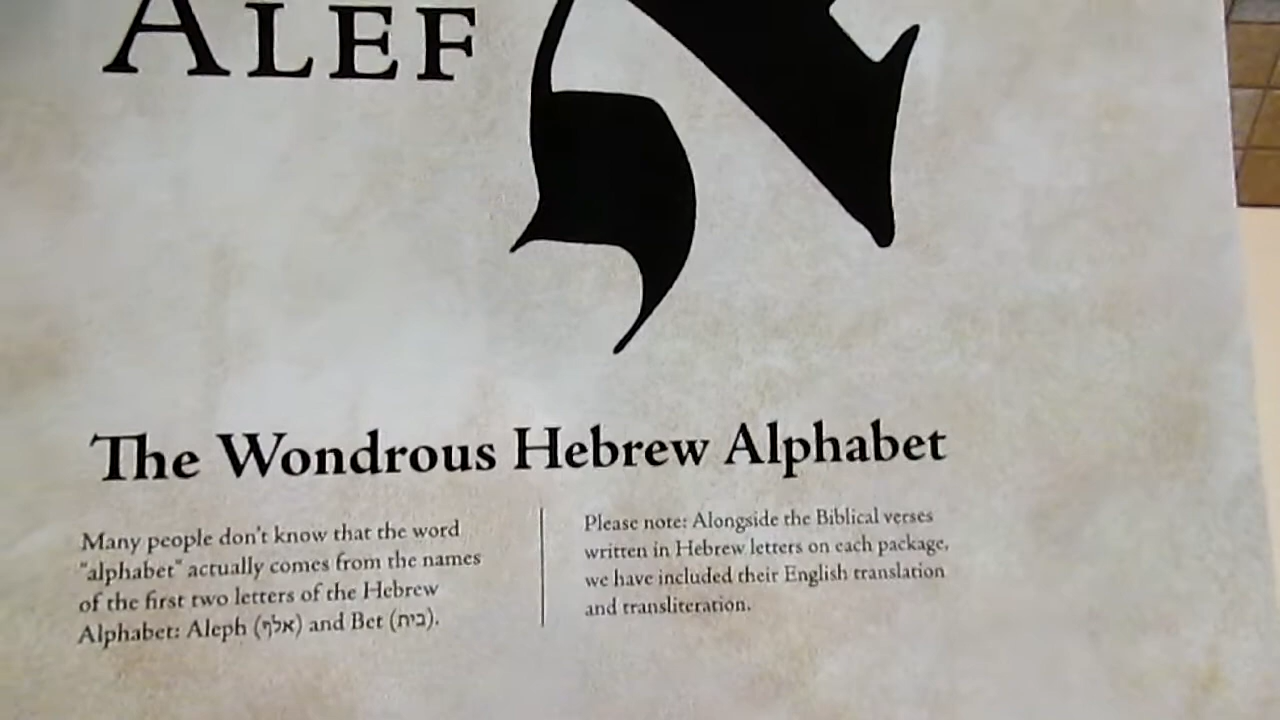 ALEF
א
The Wondrous Hebrew Alphabet
Many people don't know that the word
"alphabet" actually comes from the names
of the first two letters of the Hebrew
Alphabet: Aleph (אלף) and Bet (בית).
Please note: Alongside the Biblical verses
written in Hebrew letters on each package,
we have included their English translation
and transliteration.